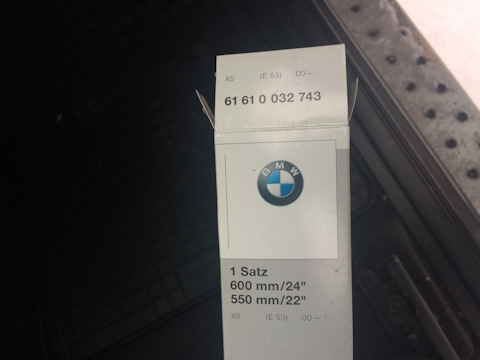 X5 (E 53) 00–
61 61 0 032 743
BMW
1 Satz
600 mm/24"
550 mm/22"
X5 (E 53) 00–